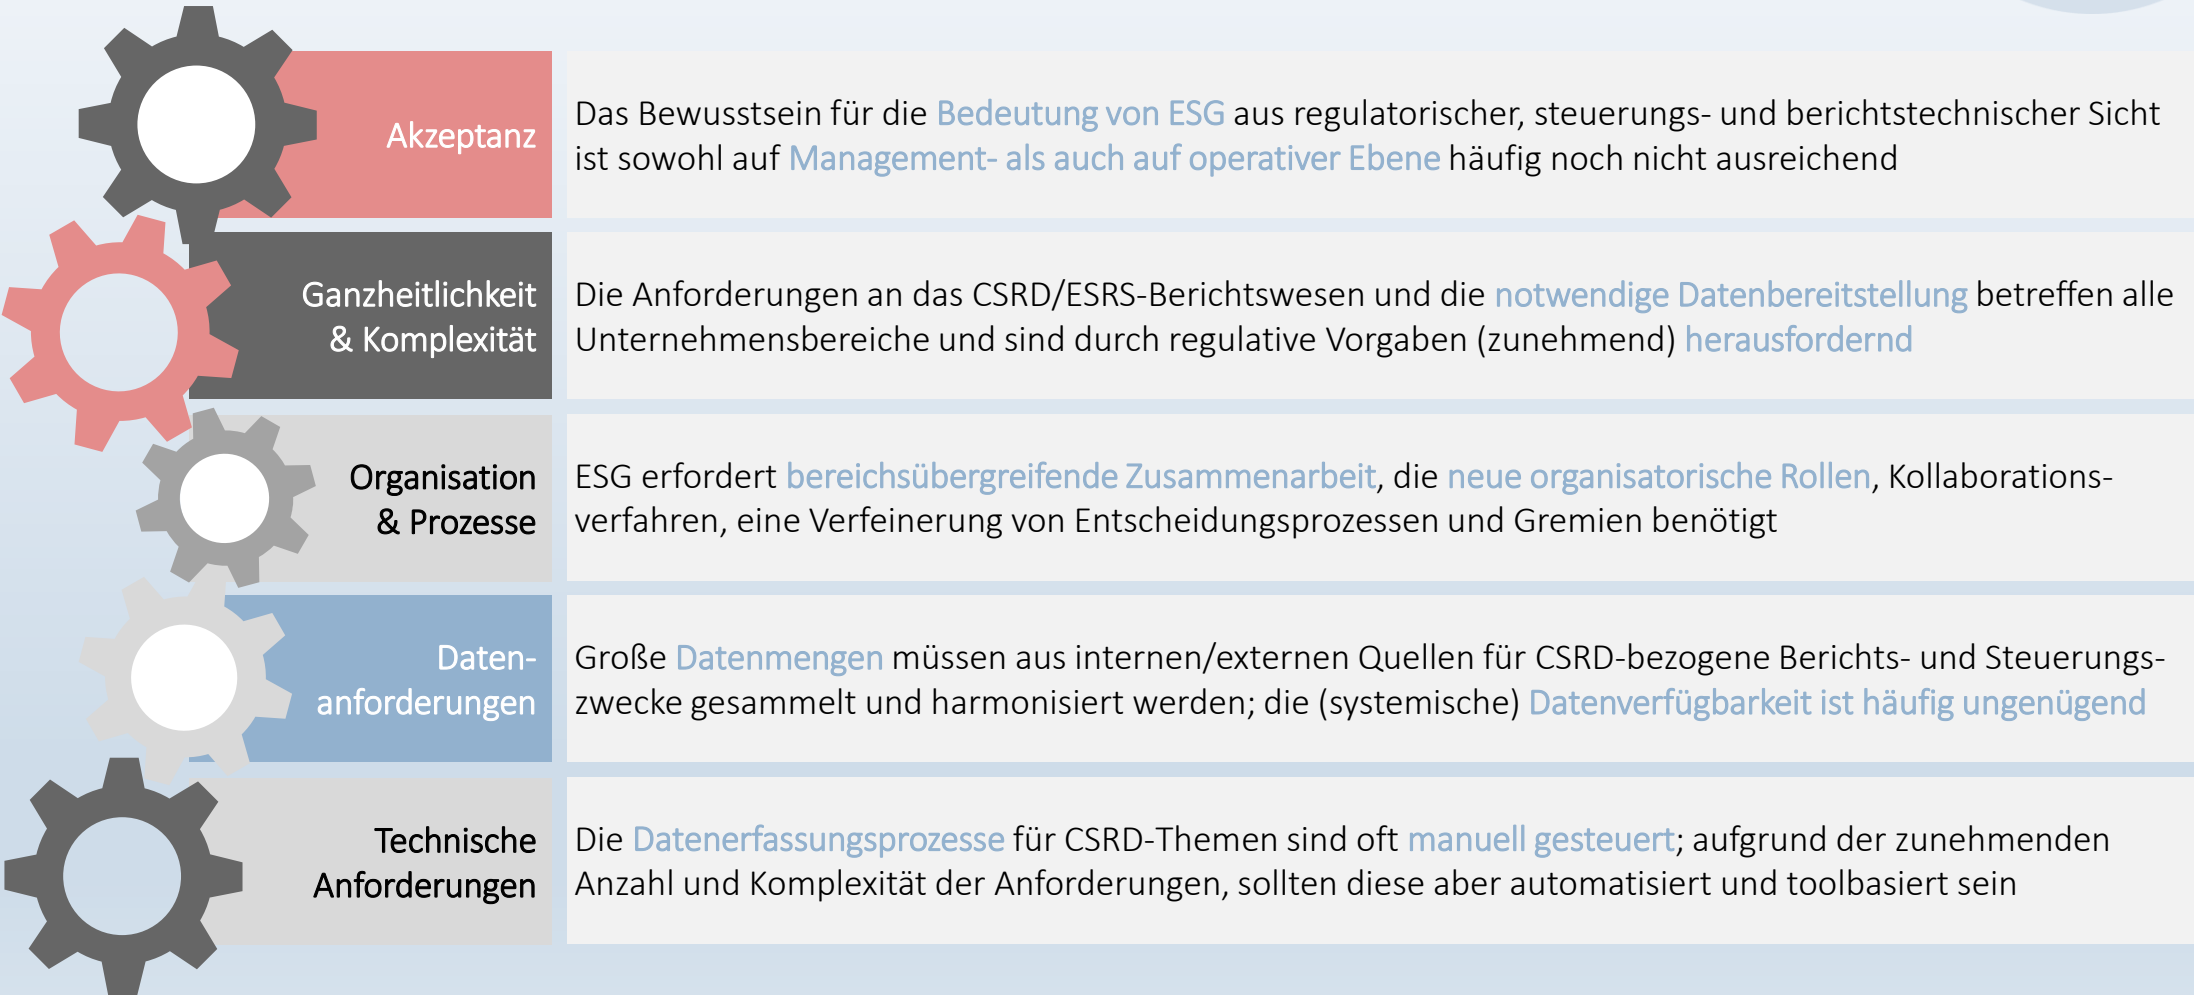 Akzeptanz
Das Bewusstsein für die Bedeutung von ESG aus regulatorischer, steuerungs- und berichtstechnischer Sicht
ist sowohl auf Management- als auch auf operativer Ebene häufig noch nicht ausreichend
Ganzheitlichkeit
& Komplexität
Die Anforderungen an das CSRD/ESRS-Berichtswesen und die notwendige Datenbereitstellung betreffen alle
Unternehmensbereiche und sind durch regulative Vorgaben (zunehmend) herausfordernd
Organisation
& Prozesse
ESG erfordert bereichsübergreifende Zusammenarbeit, die neue organisatorische Rollen, Kollaborations-
verfahren, eine Verfeinerung von Entscheidungsprozessen und Gremien benötigt
Daten-
anforderungen
Große Datenmengen müssen aus internen/externen Quellen für CSRD-bezogene Berichts- und Steuerungs-
zwecke gesammelt und harmonisiert werden; die (systemische) Datenverfügbarkeit ist häufig ungenügend
Technische
Anforderungen
Die Datenerfassungsprozesse für CSRD-Themen sind oft manuell gesteuert; aufgrund der zunehmenden
Anzahl und Komplexität der Anforderungen, sollten diese aber automatisiert und toolbasiert sein